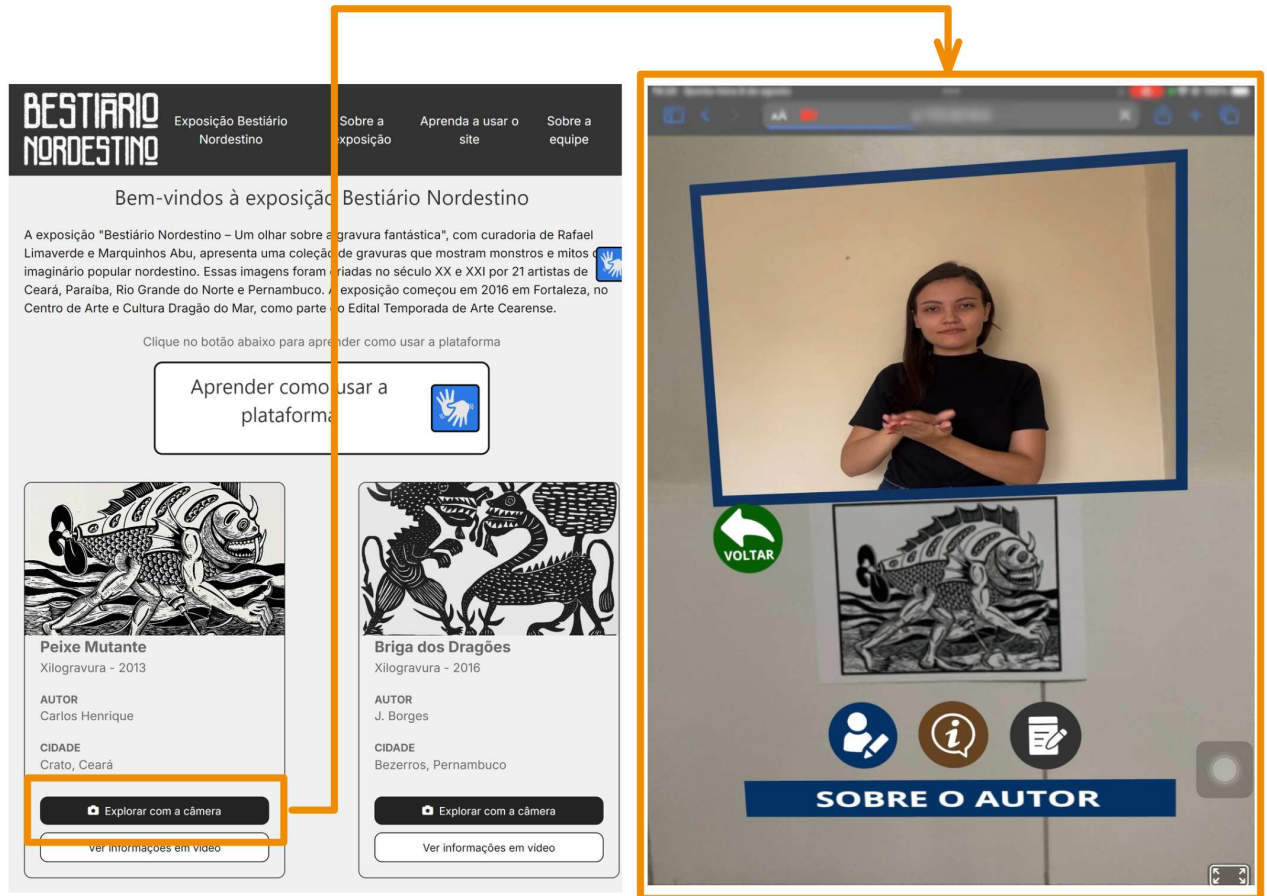 BESTIÁRIO
NORDESTINO
Exposição Bestiário
Nordestino
Sobre a
exposição
Aprenda a usar o
site
Sobre a
equipe
Bem-vindos à exposição Bestiário Nordestino
A exposição "Bestiário Nordestino – Um olhar sobre a gravura fantástica", com curadoria de Rafael
Limaverde e Marquinhos Abu, apresenta uma coleção de gravuras que mostram monstros e mitos
imaginário popular nordestino. Essas imagens foram criadas no século XX e XXI por 21 artistas de
Ceará, Paraíba, Rio Grande do Norte e Pernambuco. A exposição começou em 2016 em Fortaleza, no
Centro de Arte e Cultura Dragão do Mar, como parte do Edital Temporada de Arte Cearense.
Clique no botão abaixo para aprender como usar a plataforma
Aprender como usar a
plataforma
Peixe Mutante
Xilogravura - 2013
AUTOR
Carlos Henrique
CIDADE
Crato, Ceará
Explorar com a câmera
Ver informações em vídeo
Briga dos Dragões
Xilogravura - 2016
AUTOR
J. Borges
CIDADE
Bezerros, Pernambuco
Explorar com a câmera
Ver informações em vídeo
AA
VOLTAR
SOBRE O AUTOR